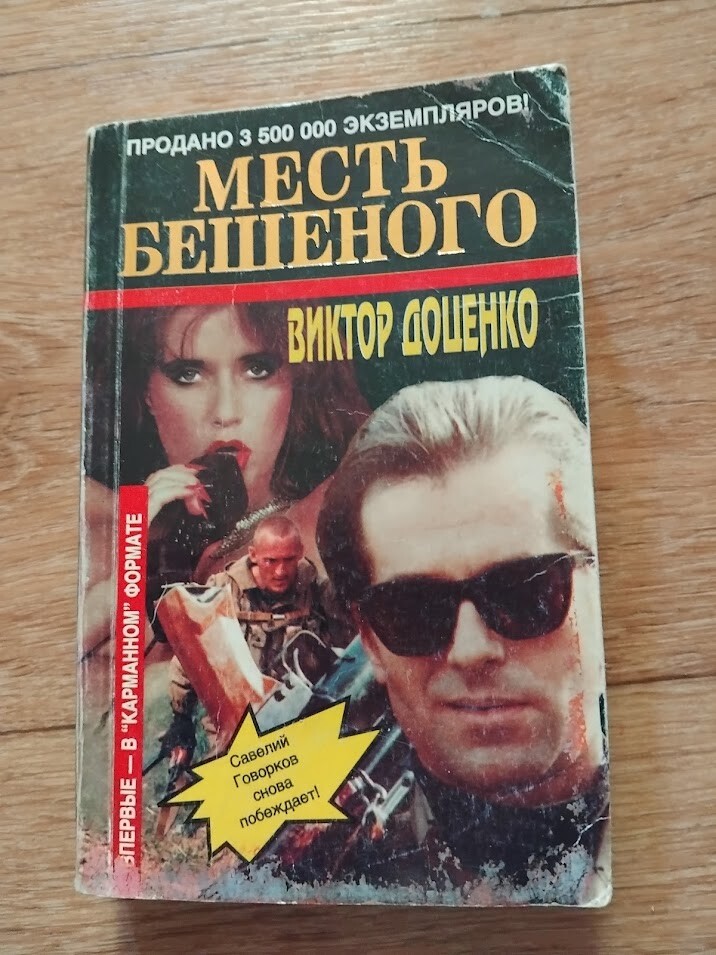 ПРОДАНО 3 500 000 ЭКЗЕМПЛЯРОВ!
МЕСТЬ
БЕШЕНОГО
ВИКТОР ДОЦЕНКО
ВПЕРВЫЕ — В "КАРМАННОМ" ФОРМАТЕ
Савелий
Говорков
снова
побеждает!